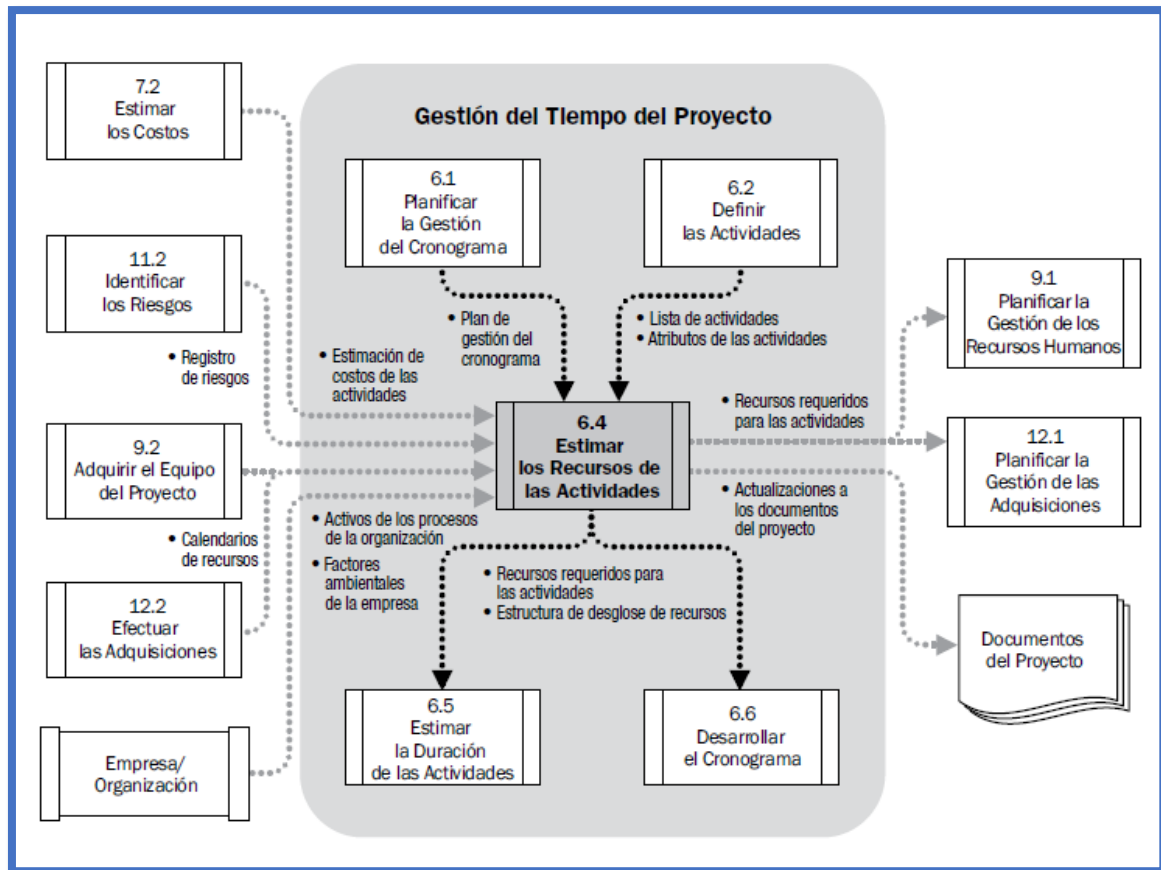 Gestión del Tiempo del Proyecto
7.2
Estimar
los Costos
11.2
Identificar
los Riesgos
• Registro
de riesgos
9.2
Adquirir el Equipo
del Proyecto
• Calendarios
de recursos
12.2
Efectuar
las Adquisiciones
Empresa/
Organización
6.1
Planificar
la Gestión
del Cronograma
6.2
Definir
las Actividades
• Plan de
gestión del
cronograma
• Lista de actividades
• Atributos de las actividades
• Estimación de
costos de las
actividades
6.4
Estimar
los Recursos de
las Actividades
• Recursos requeridos
para las actividades
• Actualizaciones a
los documentos
del proyecto
• Activos de los procesos
de la organización
• Factores
ambientales
de la empresa
• Recursos requeridos para
las actividades
• Estructura de desglose de recursos
6.5
Estimar
la Duración
de las Actividades
6.6
Desarrollar
el Cronograma
9.1
Planificar la
Gestión de los
Recursos Humanos
12.1
Planificar la
Gestión de las
Adquisiciones
Documentos
del Proyecto